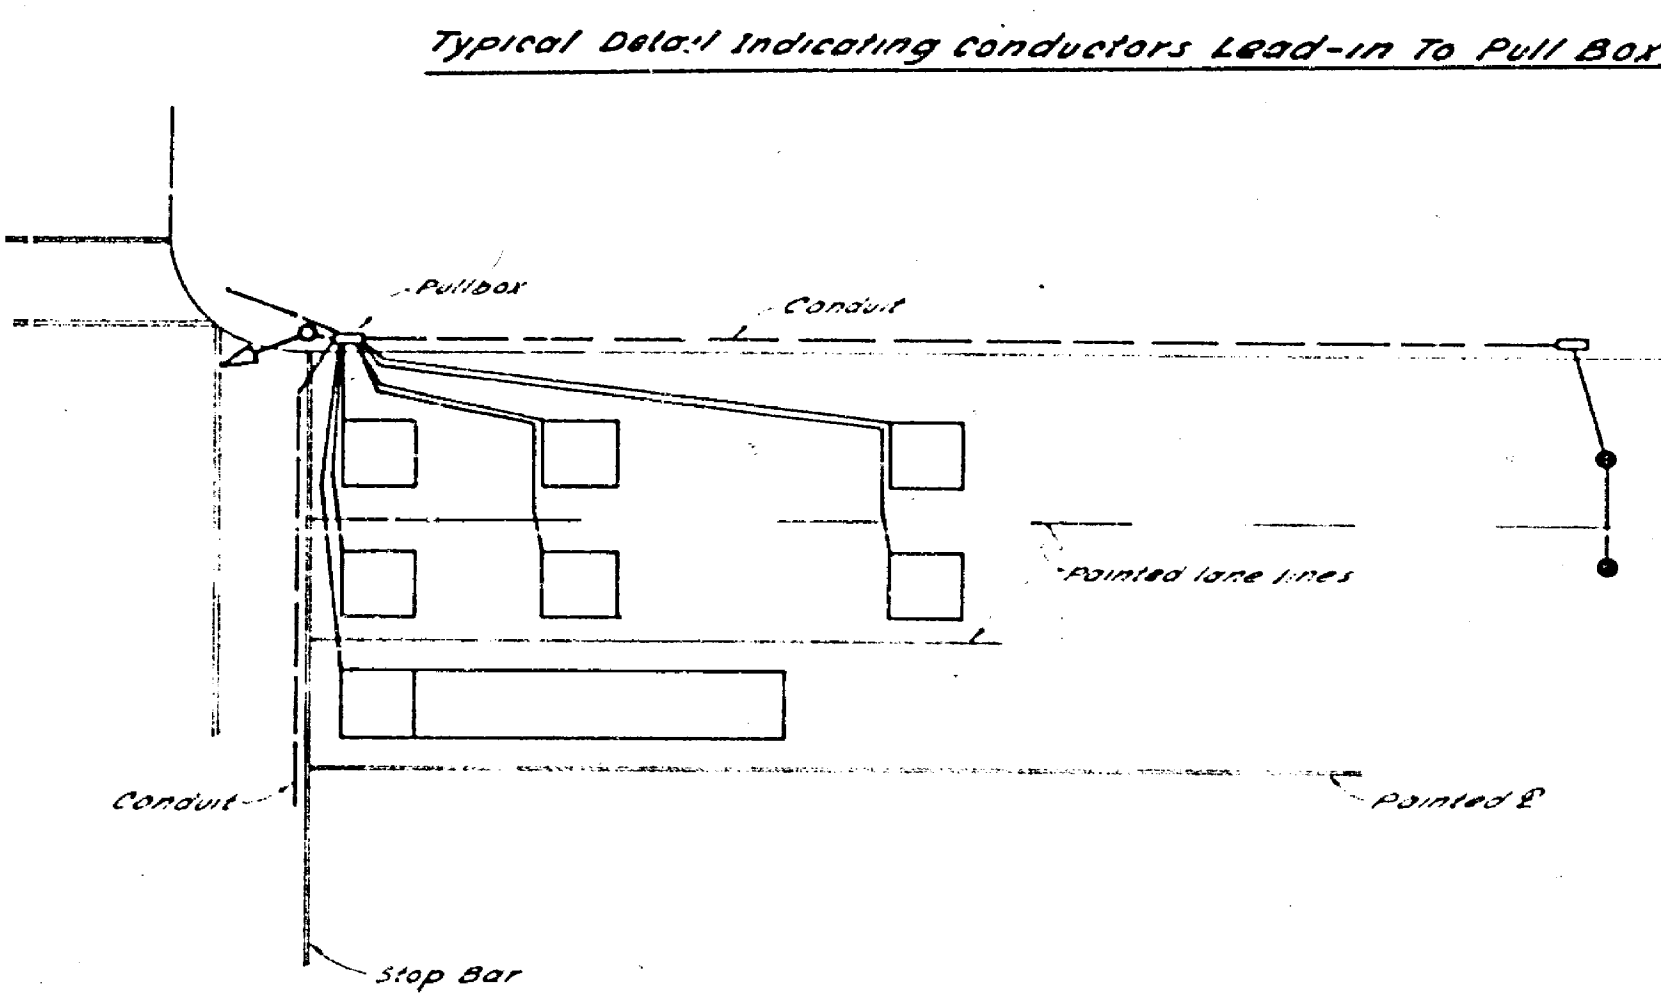 Typical Detail Indicating Conductors Lead-in To Pull Box
Pullbox
Conduit
Painted lane lines
Conduit
Painted ℄
Stop Bar